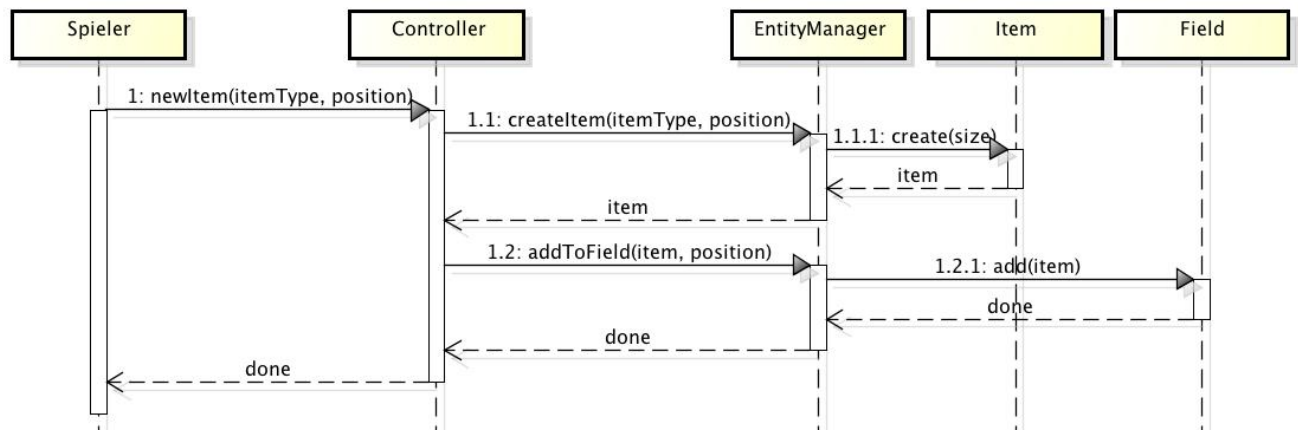 Spieler
Controller
EntityManager
Item
Field
1: newItem(itemType, position)
1.1: createItem(itemType, position)
1.1.1: create(size)
item
item
1.2: addToField(item, position)
1.2.1: add(item)
done
done
done